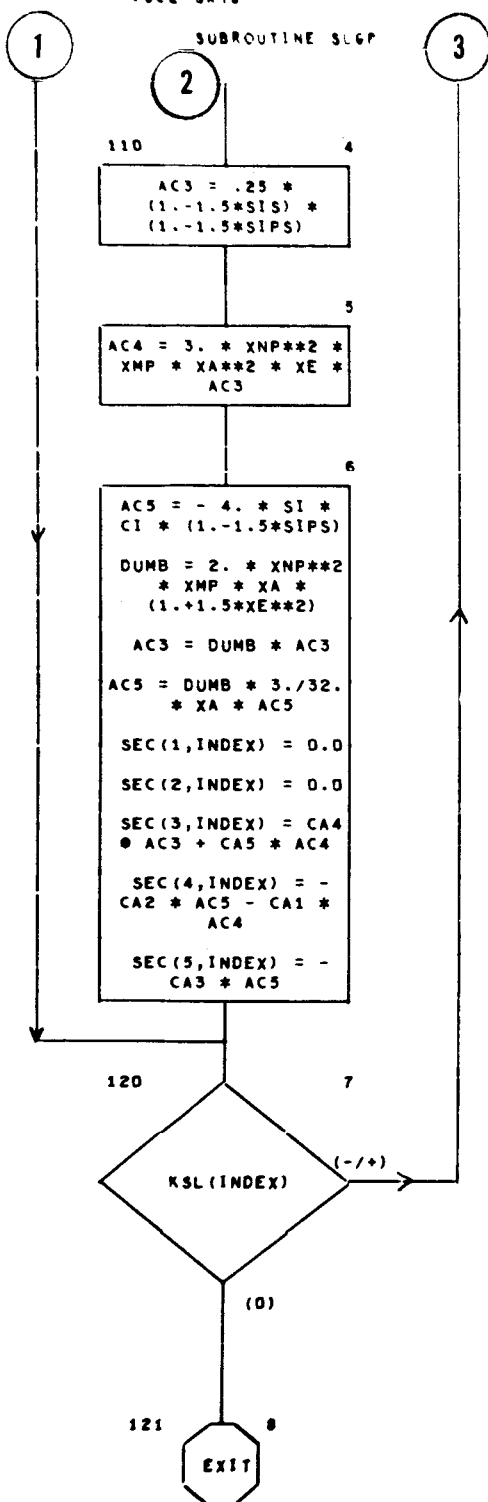 SUBROUTINE SLGP
1
2
3
110
4
AC3 = .25 *
(1.-1.5*SIS) *
(1.-1.5*SIPS)
5
AC4 = 3. * XNP**2 *
XMP * XA**2 * XE *
AC3
6
AC5 = - 4. * SI *
CI * (1.-1.5*SIPS)
DUMB = 2. * XNP**2
* XMP * XA *
(1.+1.5*XE**2)
AC3 = DUMB * AC3
AC5 = DUMB * 3./32.
* XA * AC5
SEC(1,INDEX) = 0.0
SEC(2,INDEX) = 0.0
SEC(3,INDEX) = CA4
* AC3 + CA5 * AC4
SEC(4,INDEX) = -
CA2 * AC5 - CA1 *
AC4
SEC(5,INDEX) = -
CA3 * AC5
120
7
KSL(INDEX)
(-/+)
(0)
121
8
EXIT